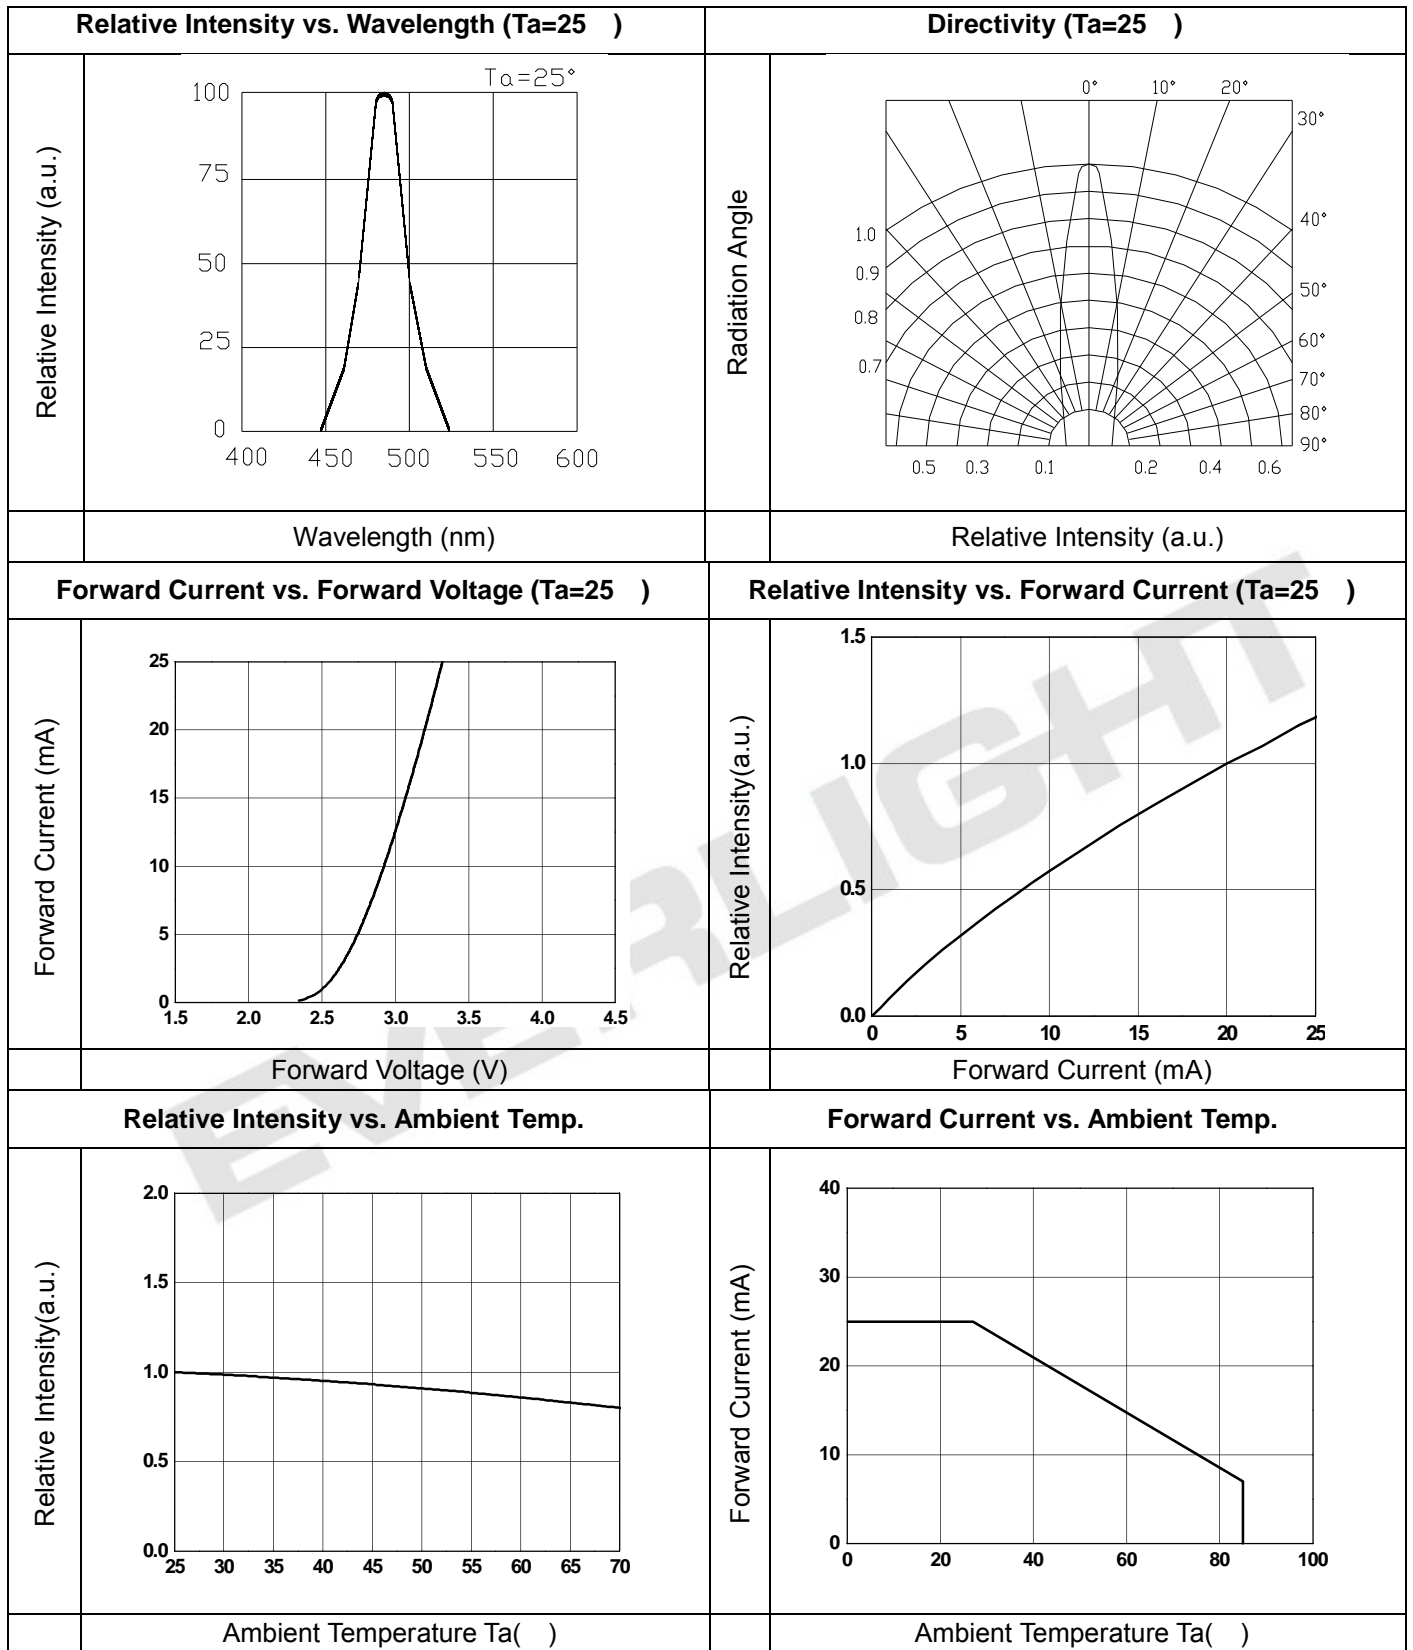 Relative Intensity vs. Wavelength (Ta=25 )
Directivity (Ta=25 )
Relative Intensity (a.u.)
Ta=25°
100
75
50
25
0
400 450 500 550 600
Wavelength (nm)
Radiation Angle
0° 10° 20°
30°
40°
50°
60°
70°
80°
90°
1.0
0.9
0.8
0.7
0.5 0.3 0.1 0.2 0.4 0.6
Relative Intensity (a.u.)
Forward Current vs. Forward Voltage (Ta=25 )
Relative Intensity vs. Forward Current (Ta=25 )
Forward Current (mA)
25
20
15
10
5
0
1.5 2.0 2.5 3.0 3.5 4.0 4.5
Forward Voltage (V)
Relative Intensity(a.u.)
1.5
1.0
0.5
0.0
0 5 10 15 20 25
Forward Current (mA)
Relative Intensity vs. Ambient Temp.
Forward Current vs. Ambient Temp.
Relative Intensity(a.u.)
2.0
1.5
1.0
0.5
0.0
25 30 35 40 45 50 55 60 65 70
Ambient Temperature Ta( )
Forward Current (mA)
40
30
20
10
0
0 20 40 60 80 100
Ambient Temperature Ta( )
EVERLIGHT